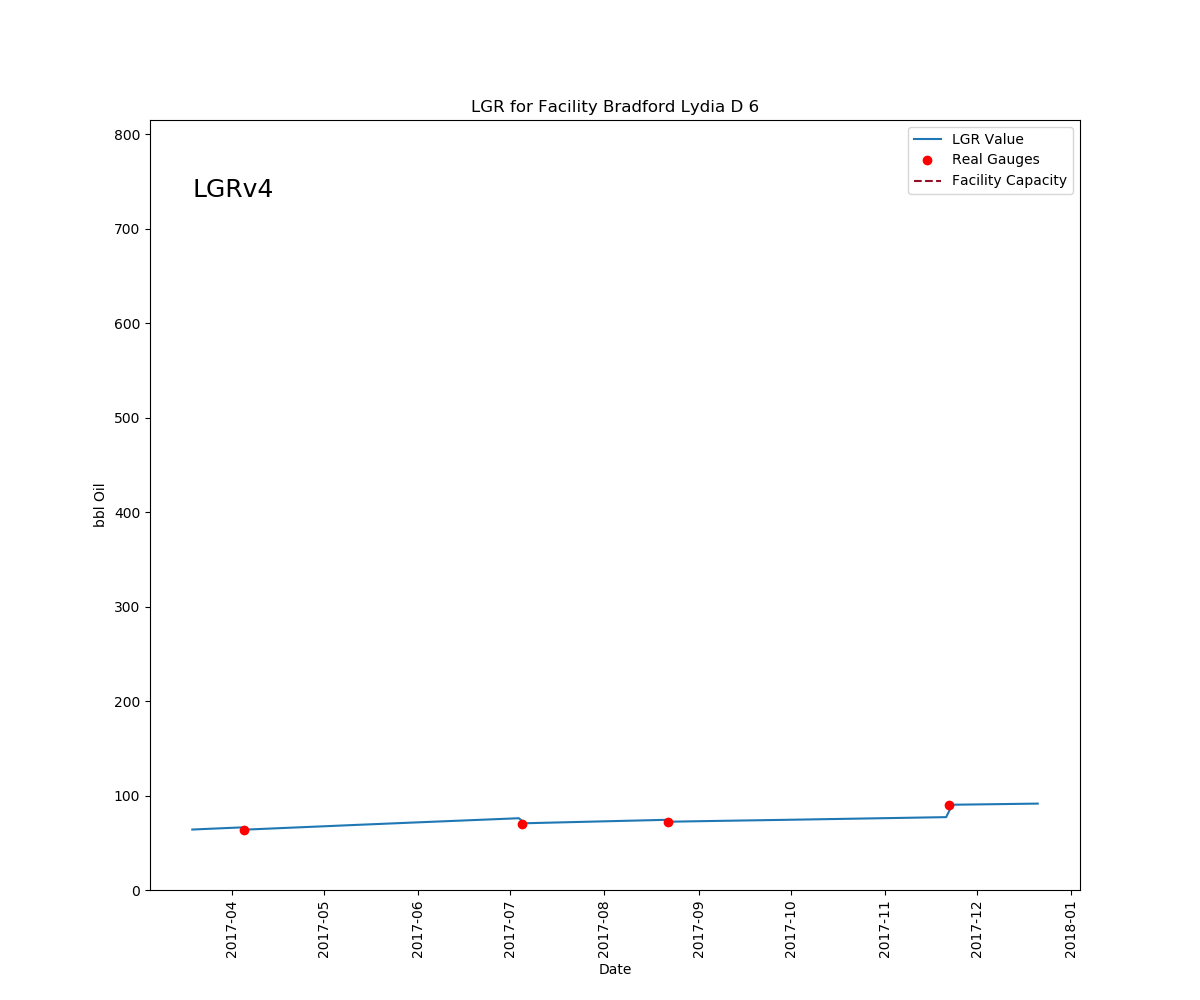 LGR for Facility Bradford Lydia D 6
LGRv4
LGR Value
Real Gauges
Facility Capacity
bbl Oil
800
700
600
500
400
300
200
100
0
2017-04
2017-05
2017-06
2017-07
2017-08
2017-09
2017-10
2017-11
2017-12
2018-01
Date